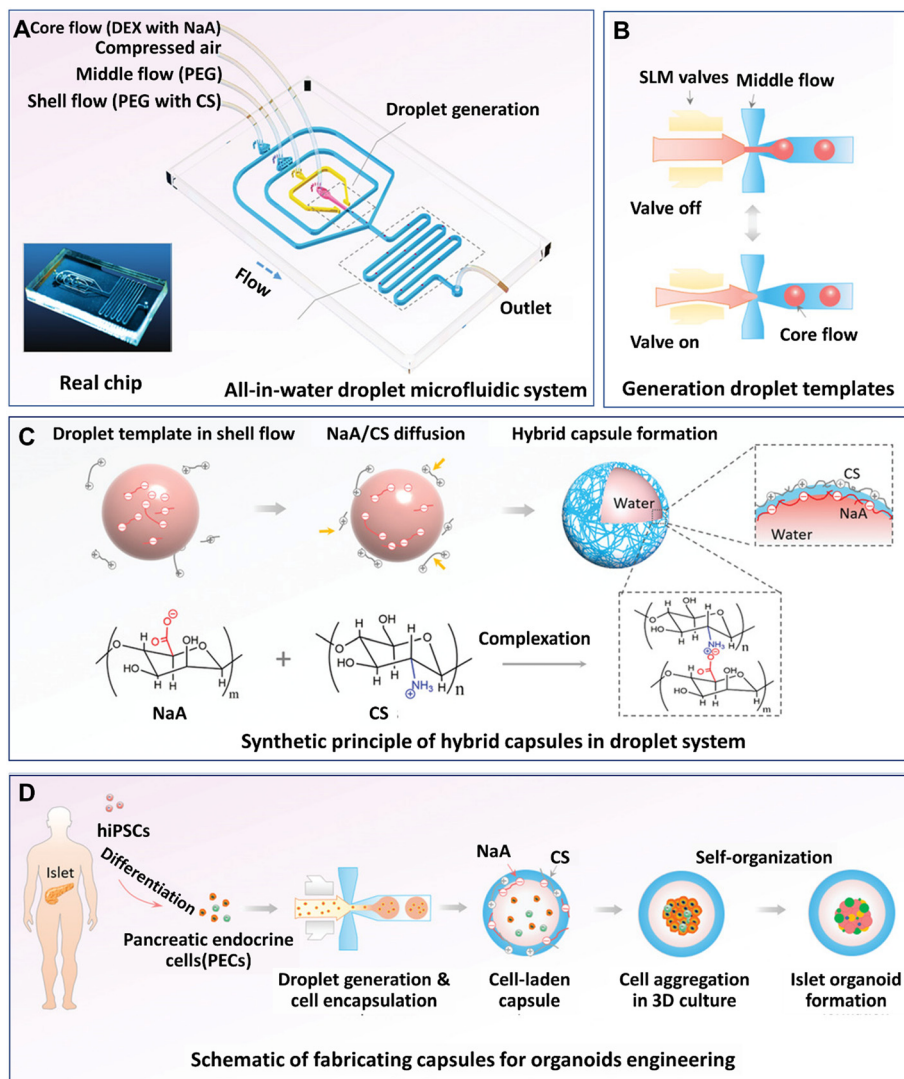 A
Core flow (DEX with NaA)
Compressed air
Middle flow (PEG)
Shell flow (PEG with CS)
Droplet generation
Flow
Outlet
Real chip
All-in-water droplet microfluidic system
B
SLM valves
Middle flow
Valve off
Valve on
Core flow
Generation droplet templates
C
Droplet template in shell flow
NaA/CS diffusion
Hybrid capsule formation
Water
CS
NaA
Water
NaA
+
CS
Complexation
Synthetic principle of hybrid capsules in droplet system
D
hiPSCs
Islet
Differentiation
Pancreatic endocrine
cells(PECs)
Droplet generation &
cell encapsulation
NaA
CS
Cell-laden
capsule
Self-organization
Cell aggregation
in 3D culture
Islet organoid
formation
Schematic of fabricating capsules for organoids engineering